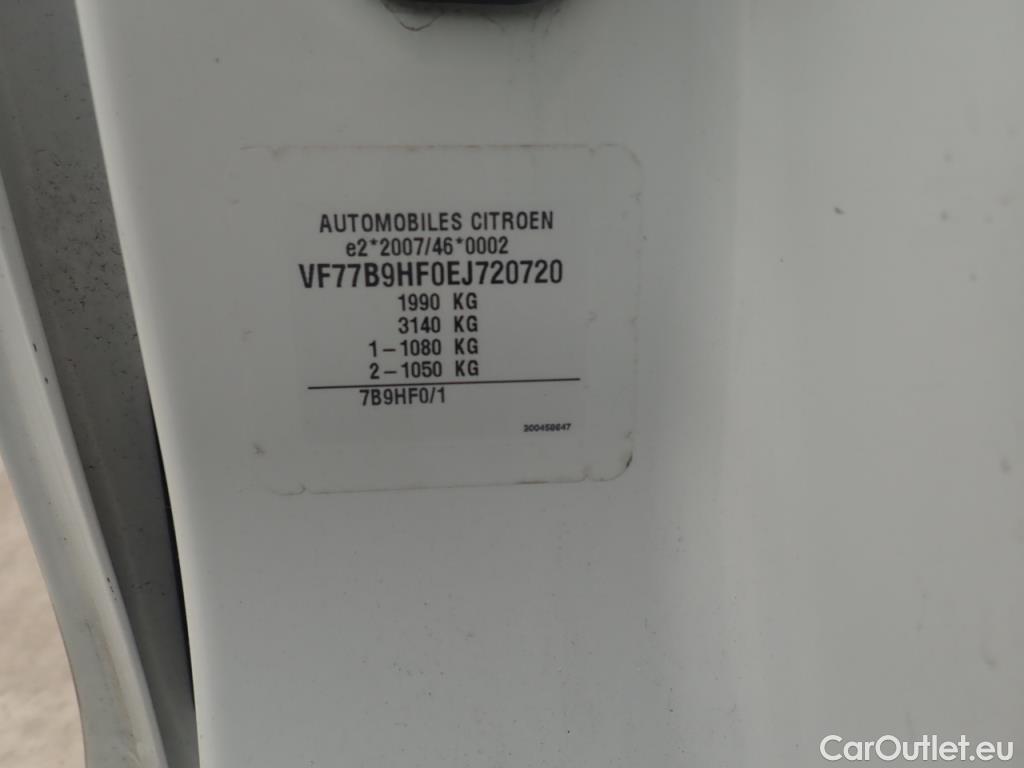 AUTOMOBILES CITROEN
e2*2007/46*0002
VF77B9HF0EJ720720
1990 KG
3140 KG
1-1080 KG
2-1050 KG
7B9HF0/1
300458647
CarOutlet.eu